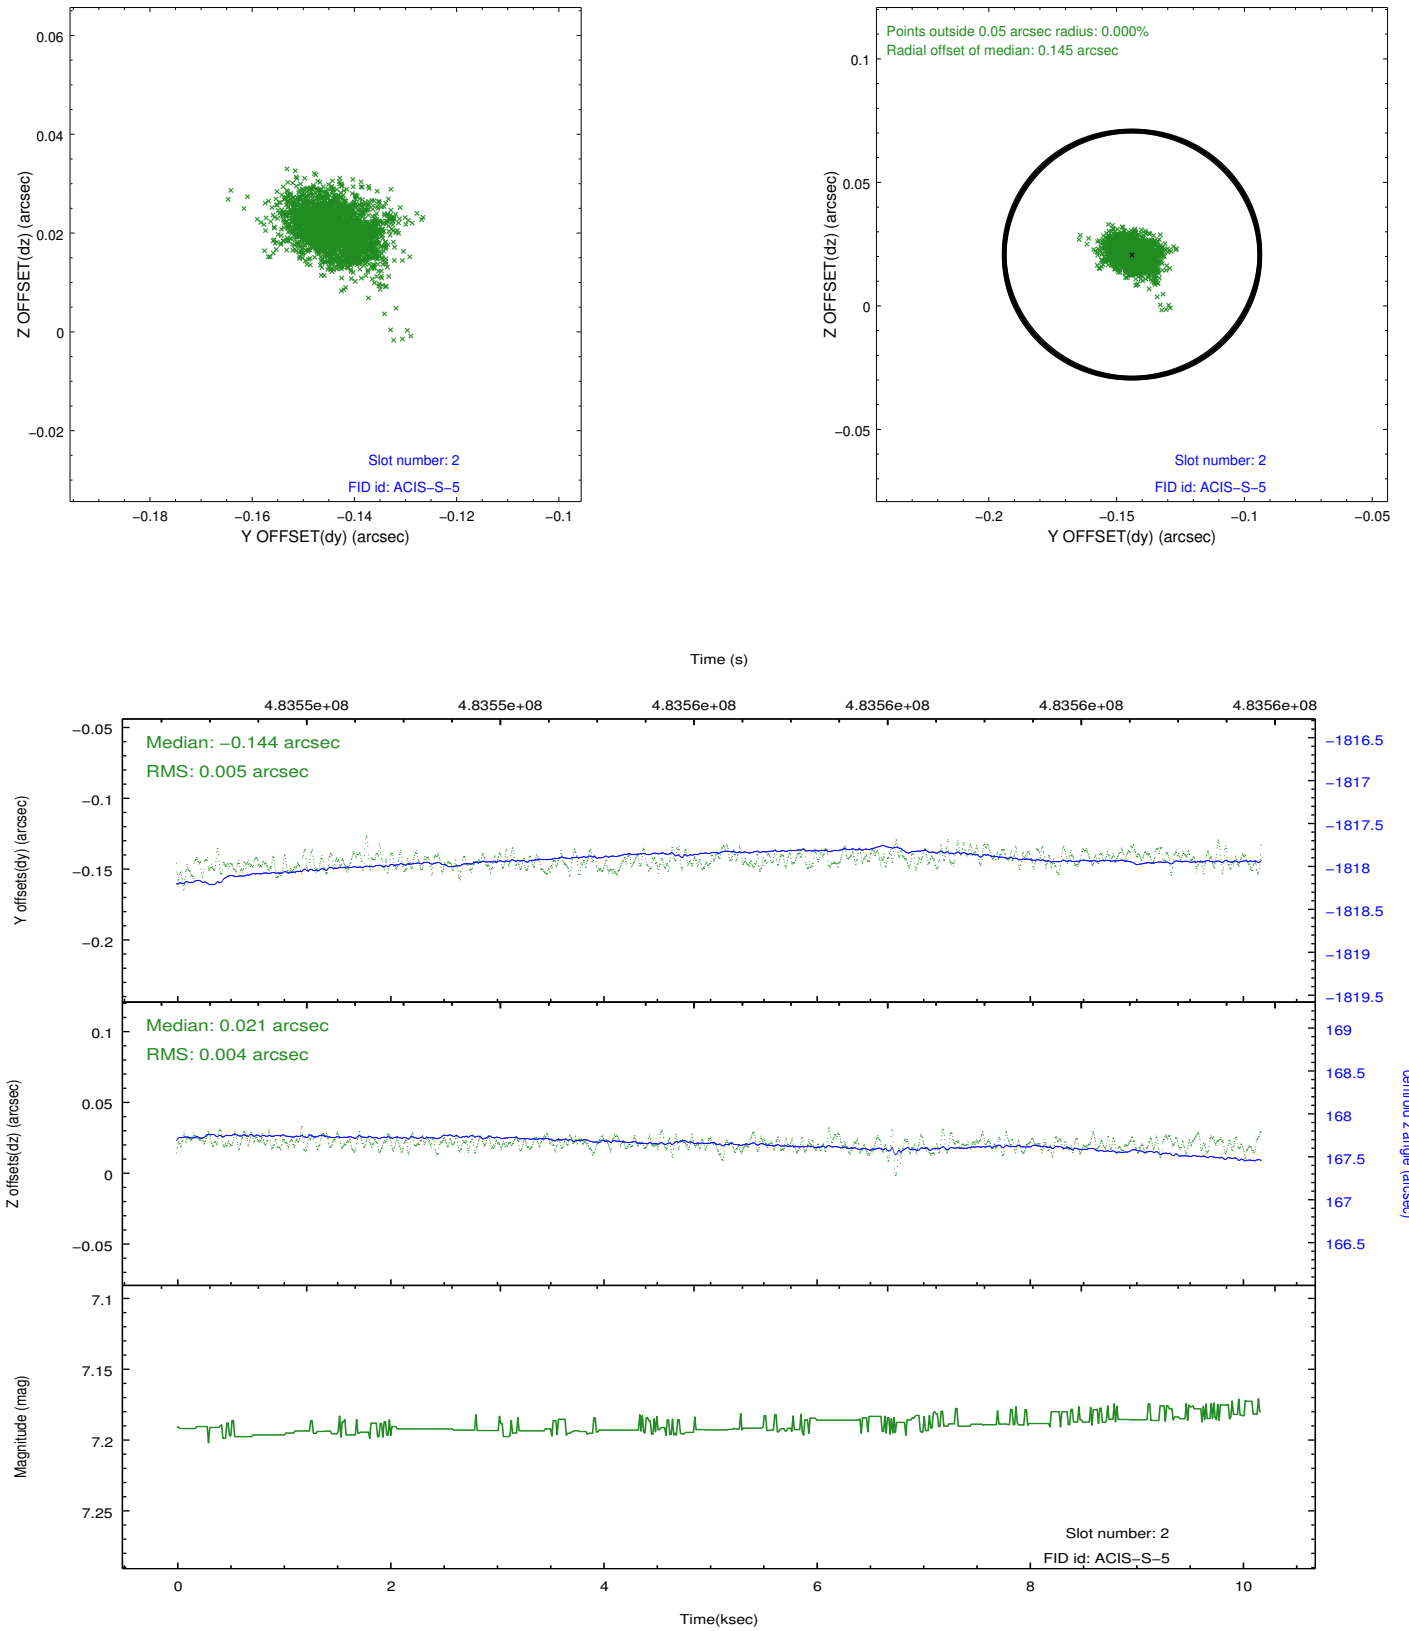 0.06
0.04
0.02
0
−0.02
Z OFFSET(dz) (arcsec)
Slot number: 2
FID id: ACIS−S−5
−0.18
−0.16
−0.14
−0.12
−0.1
Y OFFSET(dy) (arcsec)
Points outside 0.05 arcsec radius: 0.000%
Radial offset of median: 0.145 arcsec
0.1
0.05
0
−0.05
Z OFFSET(dz) (arcsec)
Slot number: 2
FID id: ACIS−S−5
−0.2
−0.15
−0.1
−0.05
Y OFFSET(dy) (arcsec)
Time (s)
4.8355e+08
4.8355e+08
4.8356e+08
4.8356e+08
4.8356e+08
4.8356e+08
−0.05
−0.1
−0.15
−0.2
Y offsets(dy) (arcsec)
Median: −0.144 arcsec
RMS: 0.005 arcsec
−1816.5
−1817
−1817.5
−1818
−1818.5
−1819
−1819.5
0.1
0.05
0
−0.05
Z offsets(dz) (arcsec)
Median: 0.021 arcsec
RMS: 0.004 arcsec
169
168.5
168
167.5
167
166.5
centroid z angle (arcsec)
7.1
7.15
7.2
7.25
Magnitude (mag)
Slot number: 2
FID id: ACIS−S−5
0
2
4
6
8
10
Time(ksec)